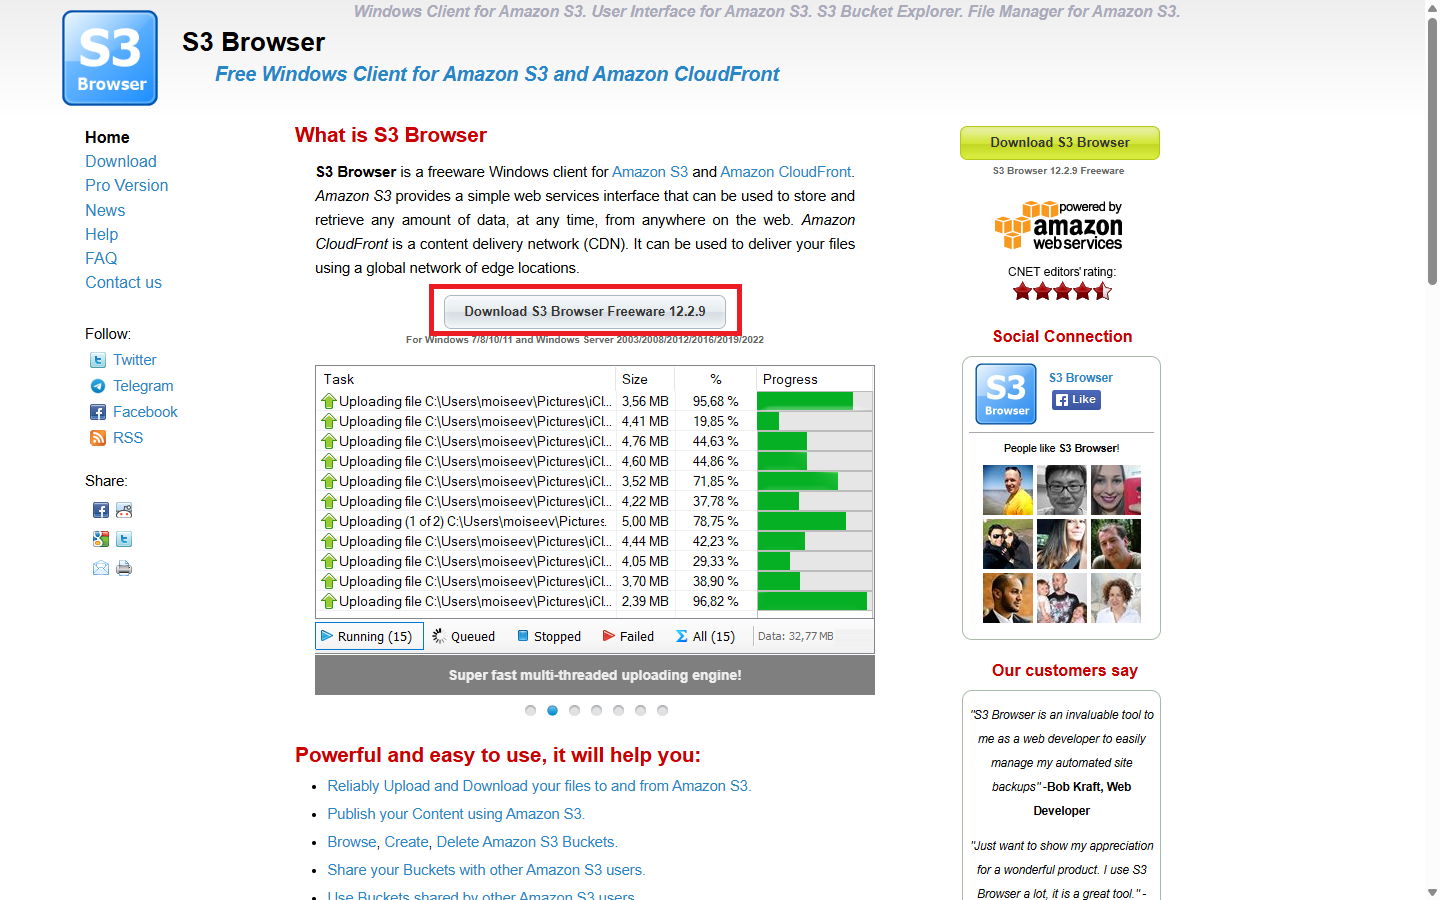 Windows Client for Amazon S3. User Interface for Amazon S3. S3 Bucket Explorer. File Manager for Amazon S3.
S3
Browser
S3 Browser
Free Windows Client for Amazon S3 and Amazon CloudFront
Home
Download
Pro Version
News
Help
FAQ
Contact us
Follow:
Twitter
Telegram
Facebook
RSS
Share:
What is S3 Browser
S3 Browser is a freeware Windows client for Amazon S3 and Amazon CloudFront.
Amazon S3 provides a simple web services interface that can be used to store and
retrieve any amount of data, at any time, from anywhere on the web. Amazon
CloudFront is a content delivery network (CDN). It can be used to deliver your files
using a global network of edge locations.
Download S3 Browser Freeware 12.2.9
For Windows 7/8/10/11 and Windows Server 2003/2008/2012/2016/2019/2022
Task Size % Progress
Uploading file C:\Users\moiseev\Pictures\iCl... 3,56 MB 95,68 %
Uploading file C:\Users\moiseev\Pictures\iCl... 4,41 MB 19,85 %
Uploading file C:\Users\moiseev\Pictures\iCl... 4,76 MB 44,63 %
Uploading file C:\Users\moiseev\Pictures\iCl... 4,60 MB 44,86 %
Uploading file C:\Users\moiseev\Pictures\iCl... 3,52 MB 71,85 %
Uploading file C:\Users\moiseev\Pictures\iCl... 4,22 MB 37,78 %
Uploading (1 of 2) C:\Users\moiseev\Pictures. 5,00 MB 78,75 %
Uploading file C:\Users\moiseev\Pictures\iCl... 4,44 MB 42,23 %
Uploading file C:\Users\moiseev\Pictures\iCl... 4,05 MB 29,33 %
Uploading file C:\Users\moiseev\Pictures\iCl... 3,70 MB 38,90 %
Uploading file C:\Users\moiseev\Pictures\iCl... 2,39 MB 96,82 %
Running (15) Queued Stopped Failed All (15) Data: 32,77 MB
Super fast multi-threaded uploading engine!
Powerful and easy to use, it will help you:
Reliably Upload and Download your files to and from Amazon S3.
Publish your Content using Amazon S3.
Browse, Create, Delete Amazon S3 Buckets.
Share your Buckets with other Amazon S3 users.
Use Buckets shared by other Amazon S3 users.
Download S3 Browser
S3 Browser 12.2.9 Freeware
powered by
amazon
web services
CNET editors' rating:
Social Connection
S3
Browser
S3 Browser
Like
People like S3 Browser!
Our customers say
"S3 Browser is an invaluable tool to
me as a web developer to easily
manage my automated site
backups" -Bob Kraft, Web
Developer
"Just want to show my appreciation
for a wonderful product. I use S3
Browser a lot, it is a great tool." -